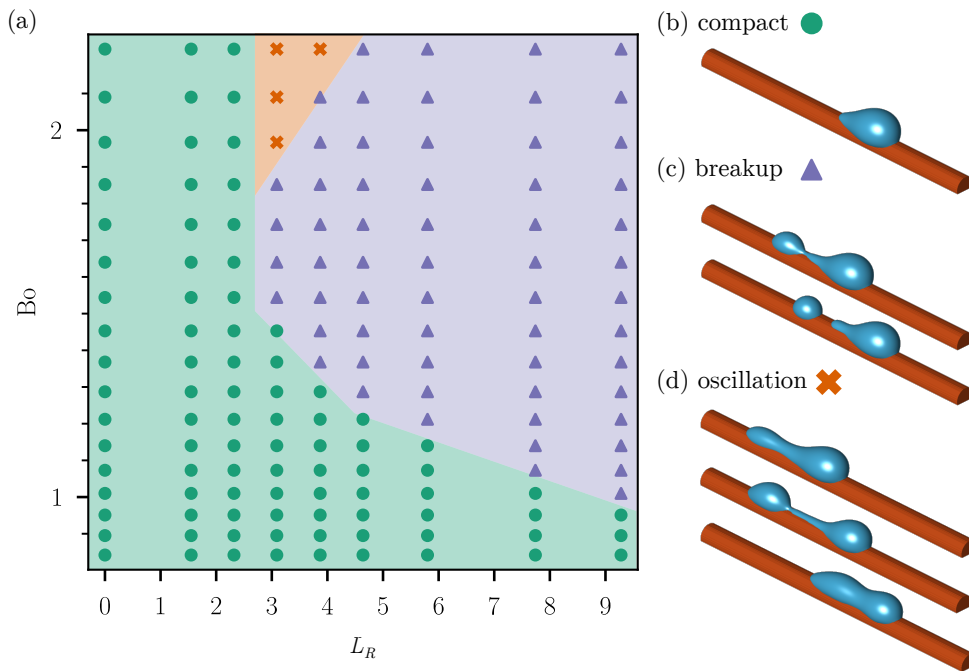 (a)
Bo
2
1
0 1 2 3 4 5 6 7 8 9
L_R
(b) compact
(c) breakup
(d) oscillation